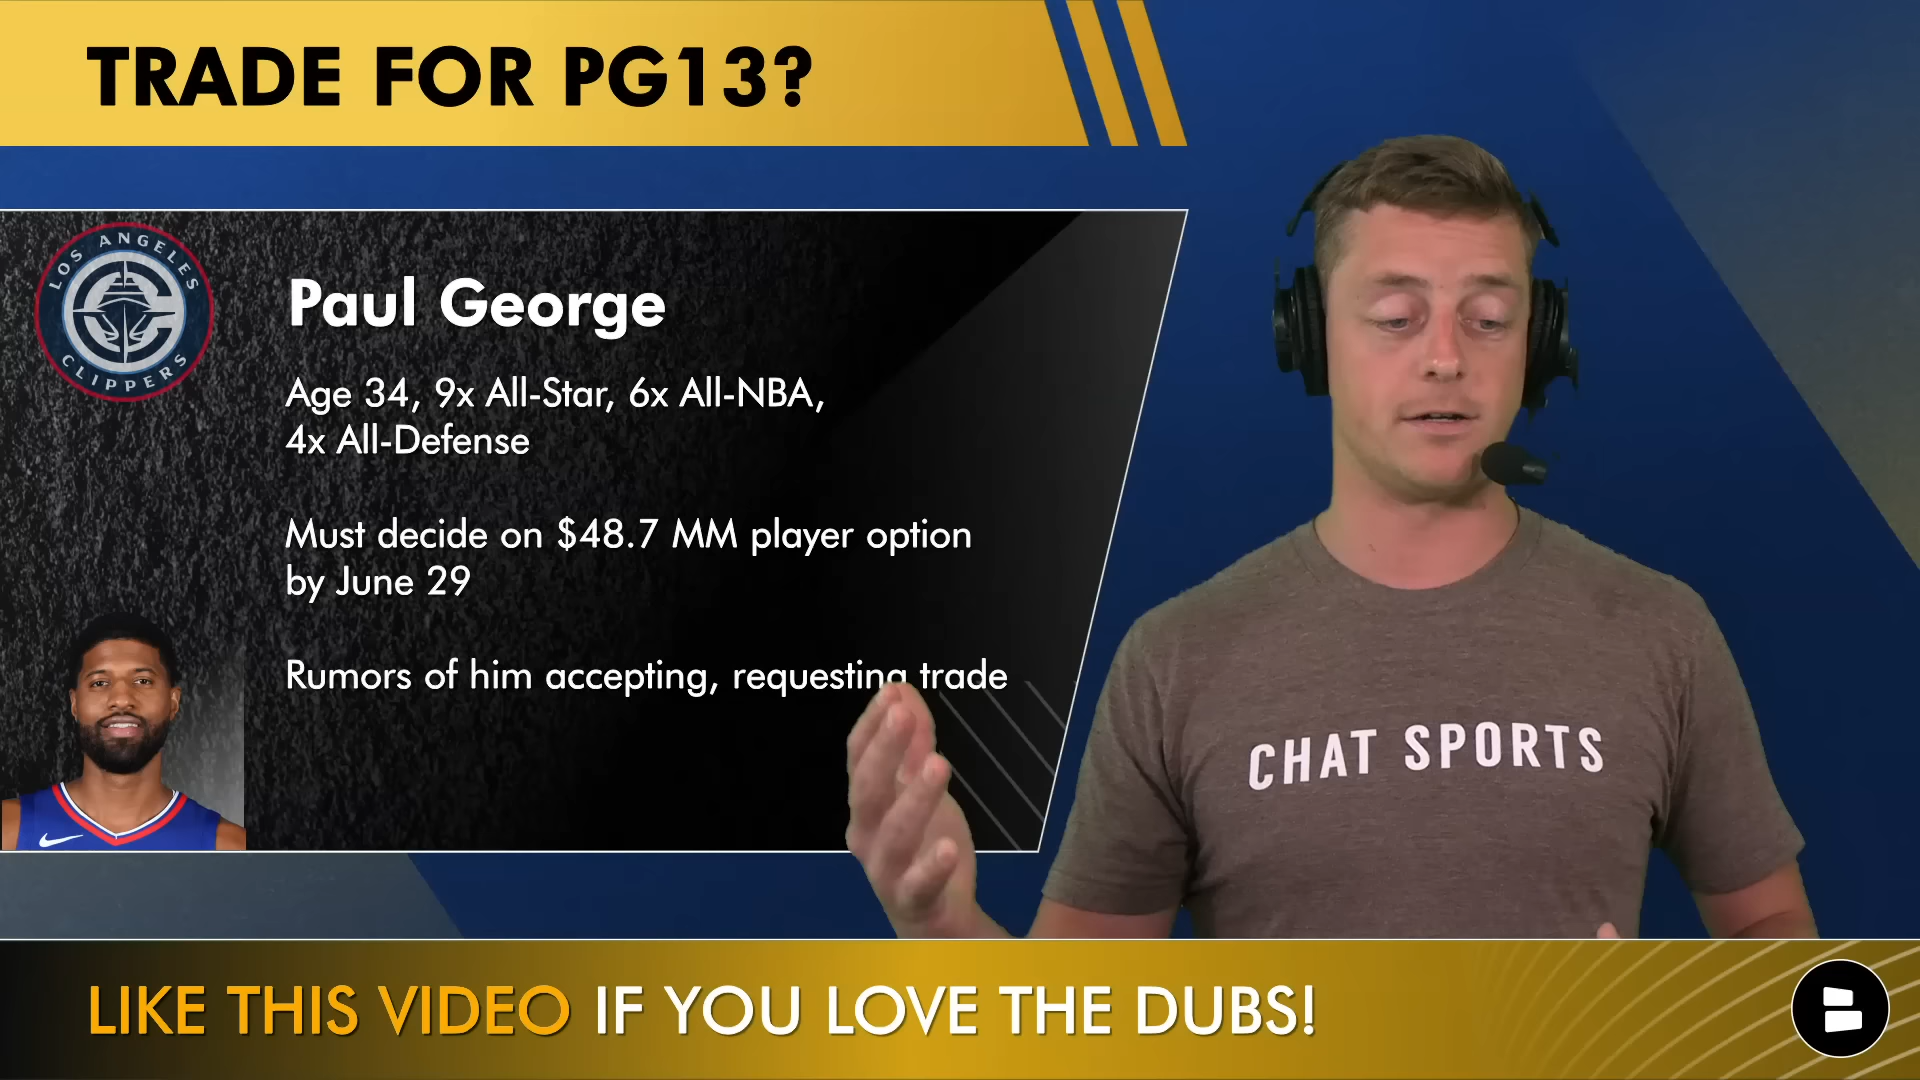 TRADE FOR PG13?
LOS ANGELES
CLIPPERS
Paul George
Age 34, 9x All-Star, 6x All-NBA,
4x All-Defense
Must decide on $48.7 MM player option
by June 29
Rumors of him accepting, requesting trade
CHAT SPORTS
LIKE THIS VIDEO IF YOU LOVE THE DUBS!